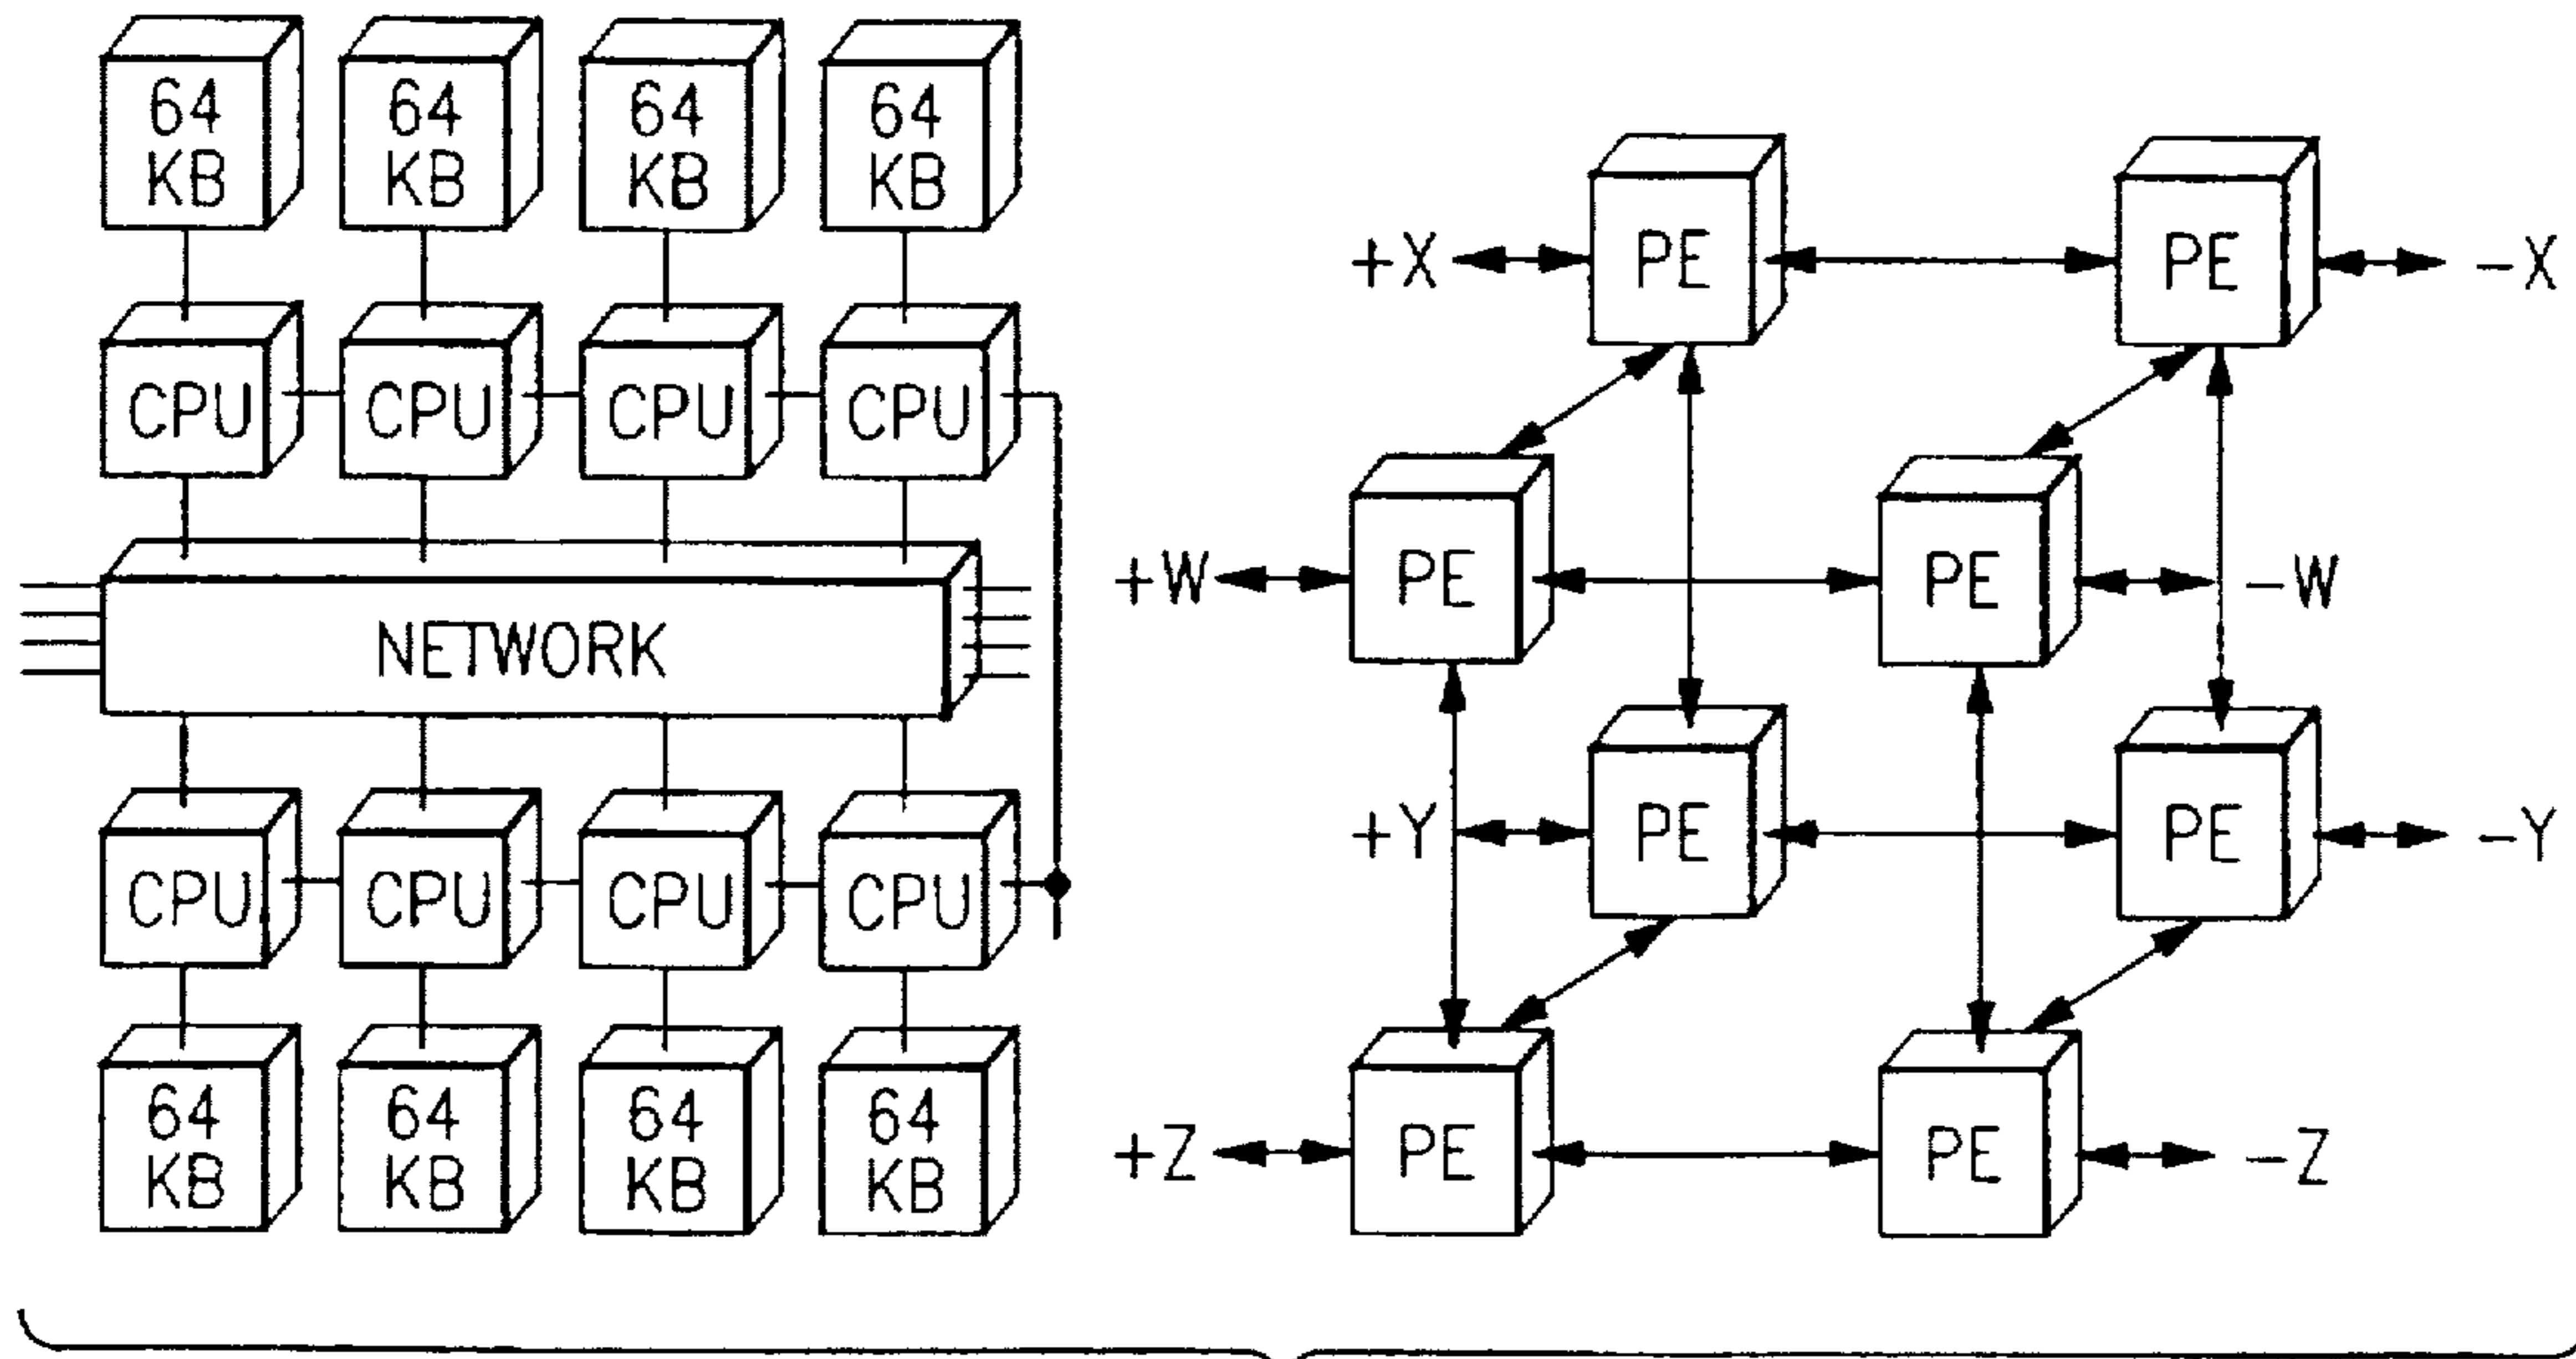 64 KB
64 KB
64 KB
64 KB
CPU
CPU
CPU
CPU
NETWORK
CPU
CPU
CPU
CPU
64 KB
64 KB
64 KB
64 KB
+X
PE
PE
-X
+W
PE
PE
-W
+Y
PE
PE
-Y
+Z
PE
PE
-Z